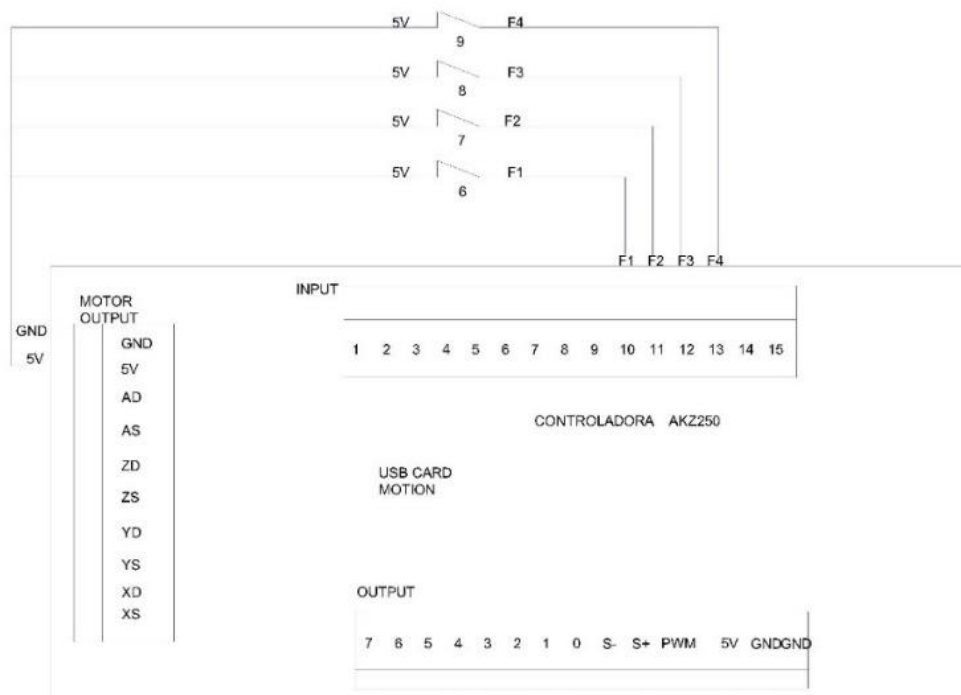 5V F4
9
5V F3
8
5V F2
7
5V F1
6
F1 F2 F3 F4
INPUT
MOTOR
OUTPUT
GND
5V
GND
5V
AD
AS
ZD
ZS
YD
YS
XD
XS
1 2 3 4 5 6 7 8 9 10 11 12 13 14 15
CONTROLADORA AKZ250
USB CARD
MOTION
OUTPUT
7 6 5 4 3 2 1 0 S- S+ PWM 5V GNDGND